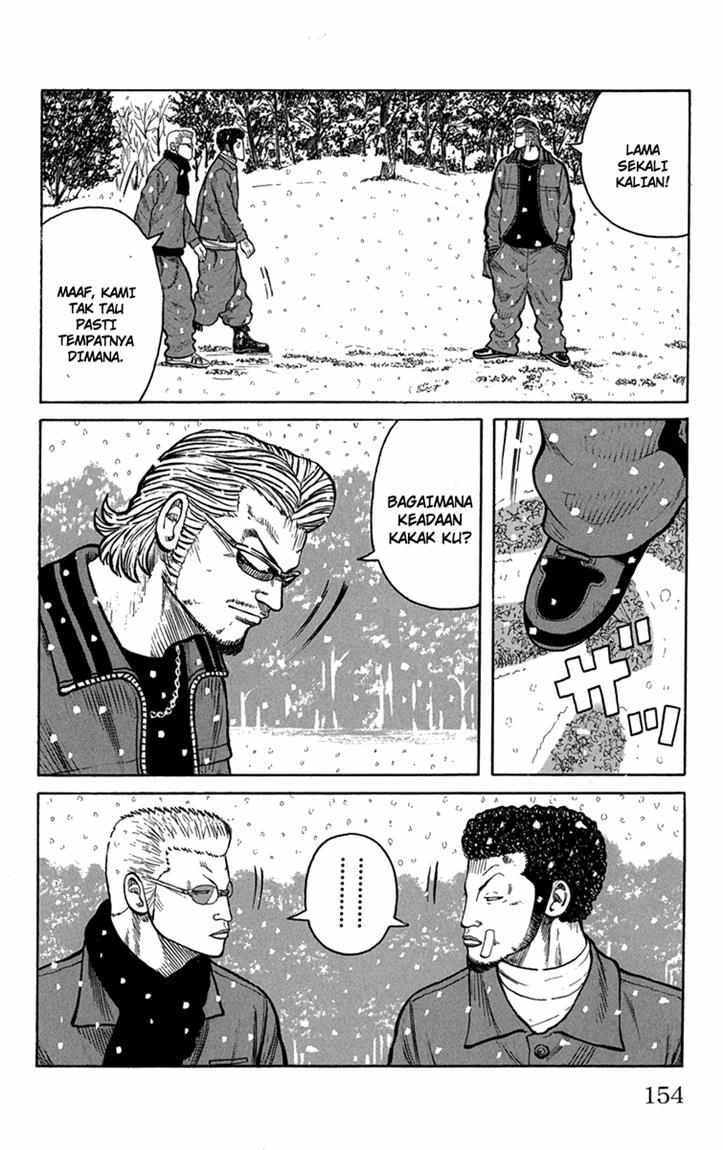 LAMA
SEKALI
KALIAN!
MAAF, KAMI
TAK TAU
PASTI
TEMPATNYA
DIMANA.
BAGAIMANA
KEADAAN
KAKAK KU?
ザッ
154